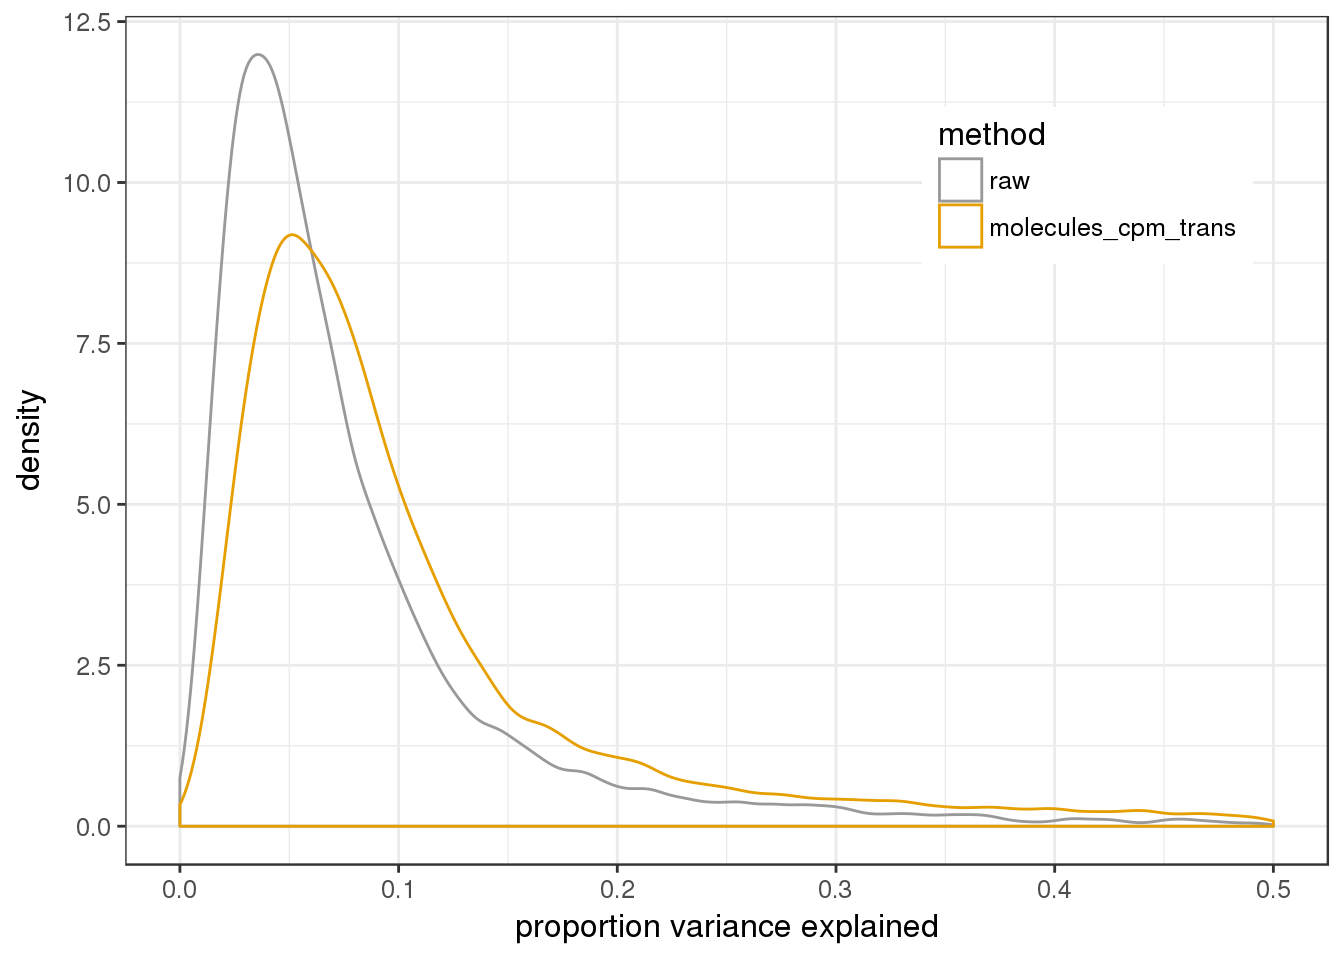 12.5
10.0
7.5
5.0
2.5
0.0
density
method
raw
molecules_cpm_trans
0.0 0.1 0.2 0.3 0.4 0.5
proportion variance explained